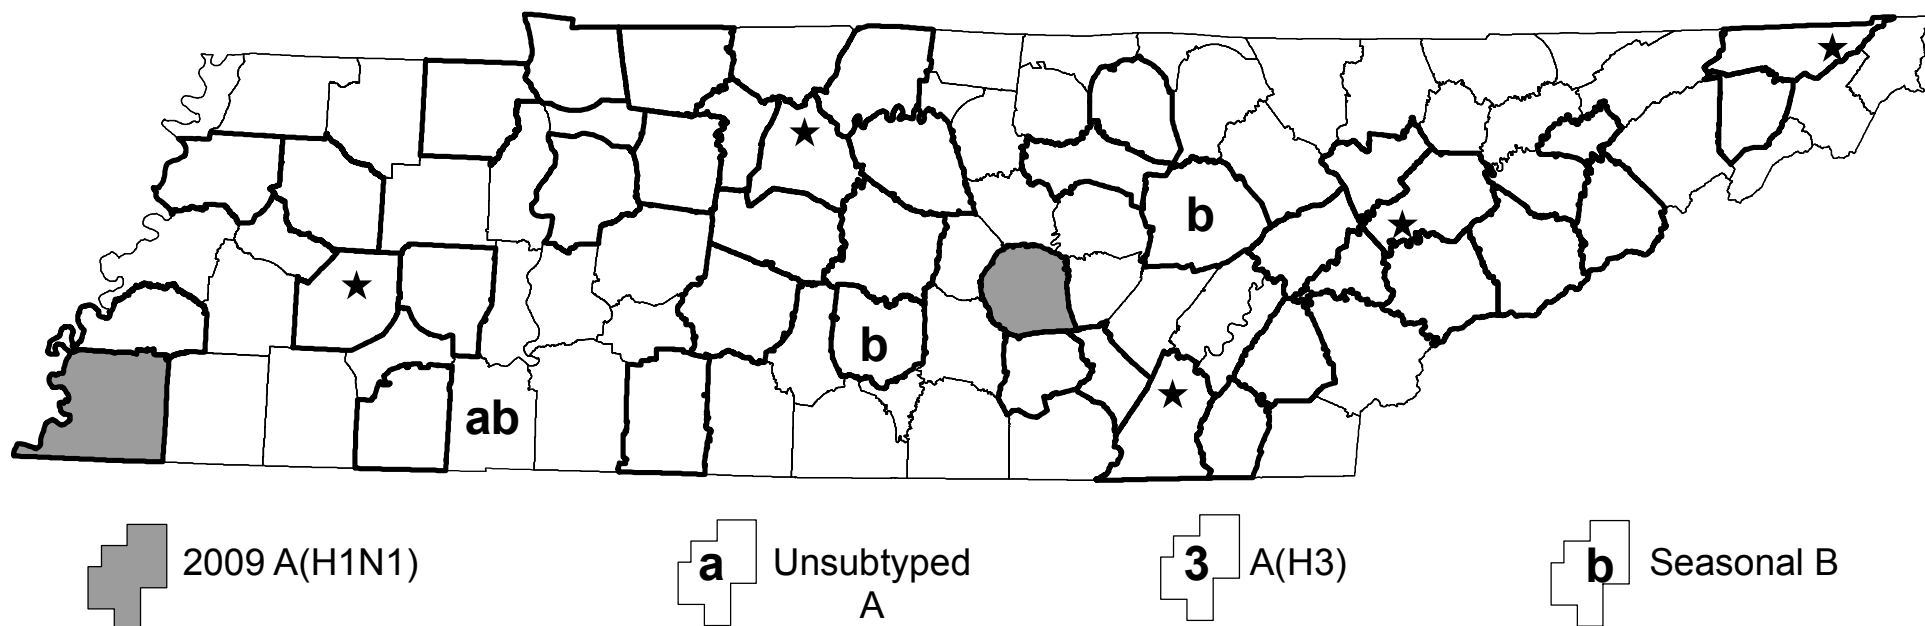 b
b
ab
2009 A(H1N1)
a Unsubtyped
A
3 A(H3)
b Seasonal B